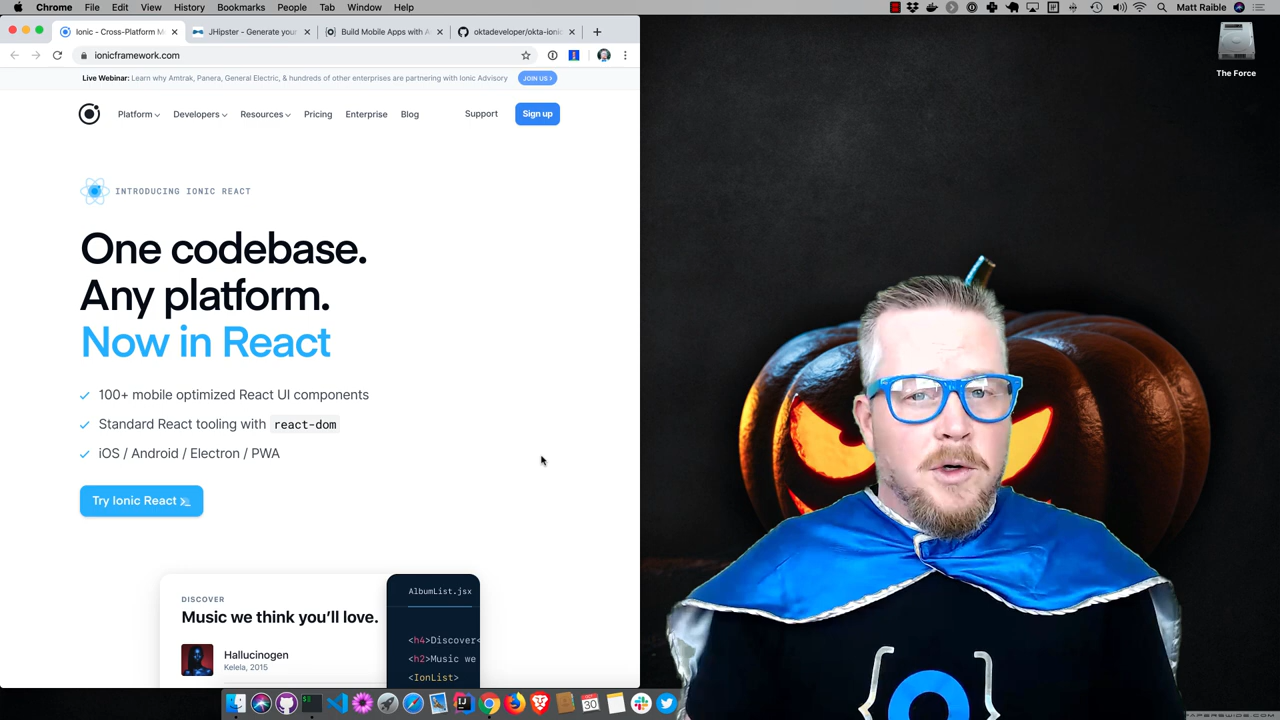 Chrome File Edit View History Bookmarks People Tab Window Help
Matt Raible
Ionic - Cross-Platform M
JHipster - Generate your
Build Mobile Apps with A
oktadeveloper/okta-ionic
ionicframework.com
Live Webinar: Learn why Amtrak, Panera, General Electric, & hundreds of other enterprises are partnering with Ionic Advisory
JOIN US
Platform Developers Resources Pricing Enterprise Blog Support Sign up
INTRODUCING IONIC REACT
One codebase.
Any platform.
Now in React
100+ mobile optimized React UI components
Standard React tooling with react-dom
iOS / Android / Electron / PWA
Try Ionic React
DISCOVER
Music we think you'll love.
Hallucinogen
Kelela, 2015
AlbumList.jsx
<h4>Discover<
<h2>Music we
<IonList>
The Force
OCT
30